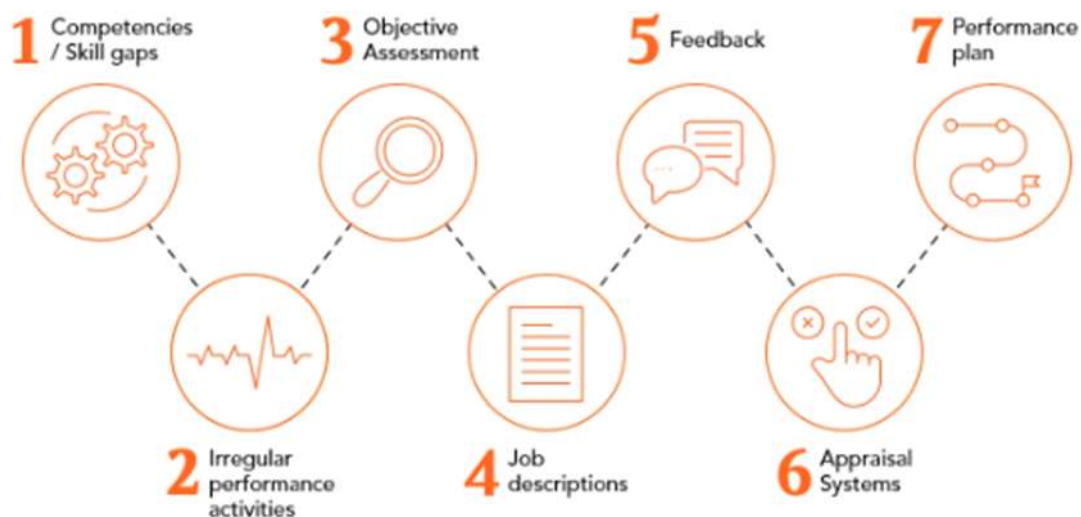 1 Competencies
/ Skill gaps
2 Irregular
performance
activities
3 Objective
Assessment
4 Job
descriptions
5 Feedback
6 Appraisal
Systems
7 Performance
plan